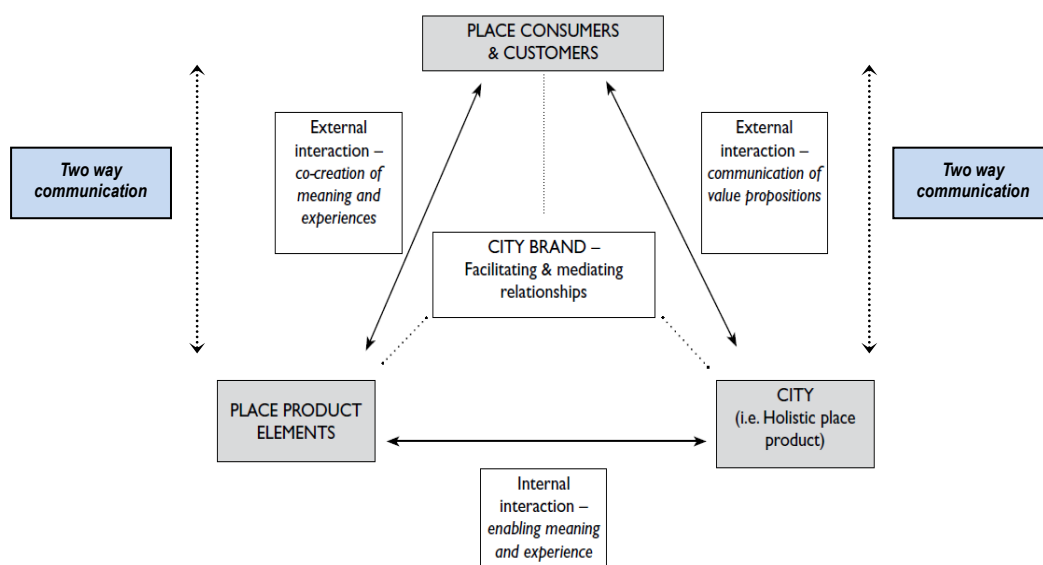 PLACE CONSUMERS
& CUSTOMERS
External
interaction –
co-creation of
meaning and
experiences
External
interaction –
communication of
value propositions
Two way
communication
Two way
communication
CITY BRAND –
Facilitating & mediating
relationships
PLACE PRODUCT
ELEMENTS
CITY
(i.e. Holistic place
product)
Internal
interaction –
enabling meaning
and experience